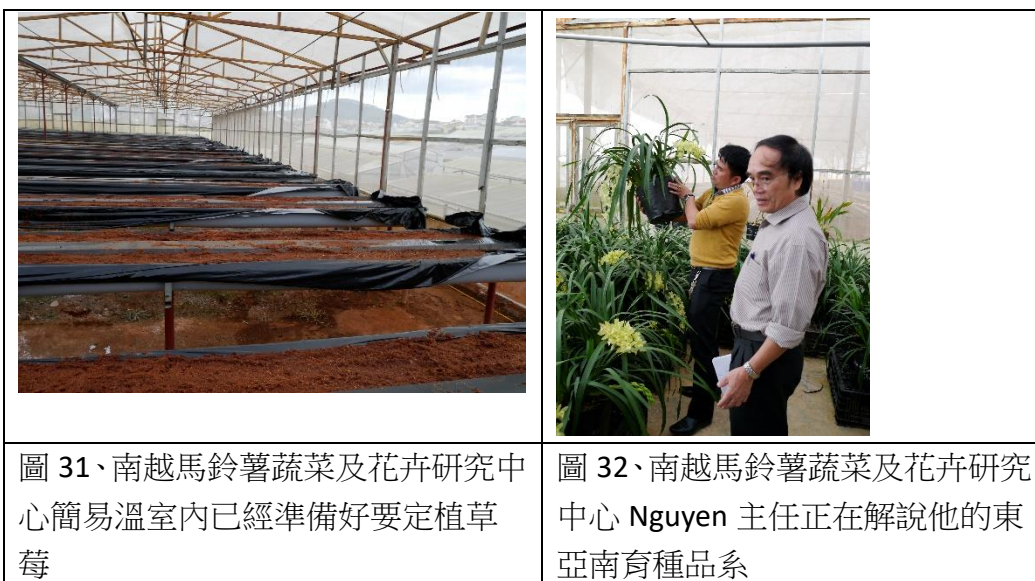 圖 31、南越馬鈴薯蔬菜及花卉研究中
心簡易溫室內已經準備好要定植草
莓
圖 32、南越馬鈴薯蔬菜及花卉研究
中心 Nguyen 主任正在解說他的東
亞南育種品系